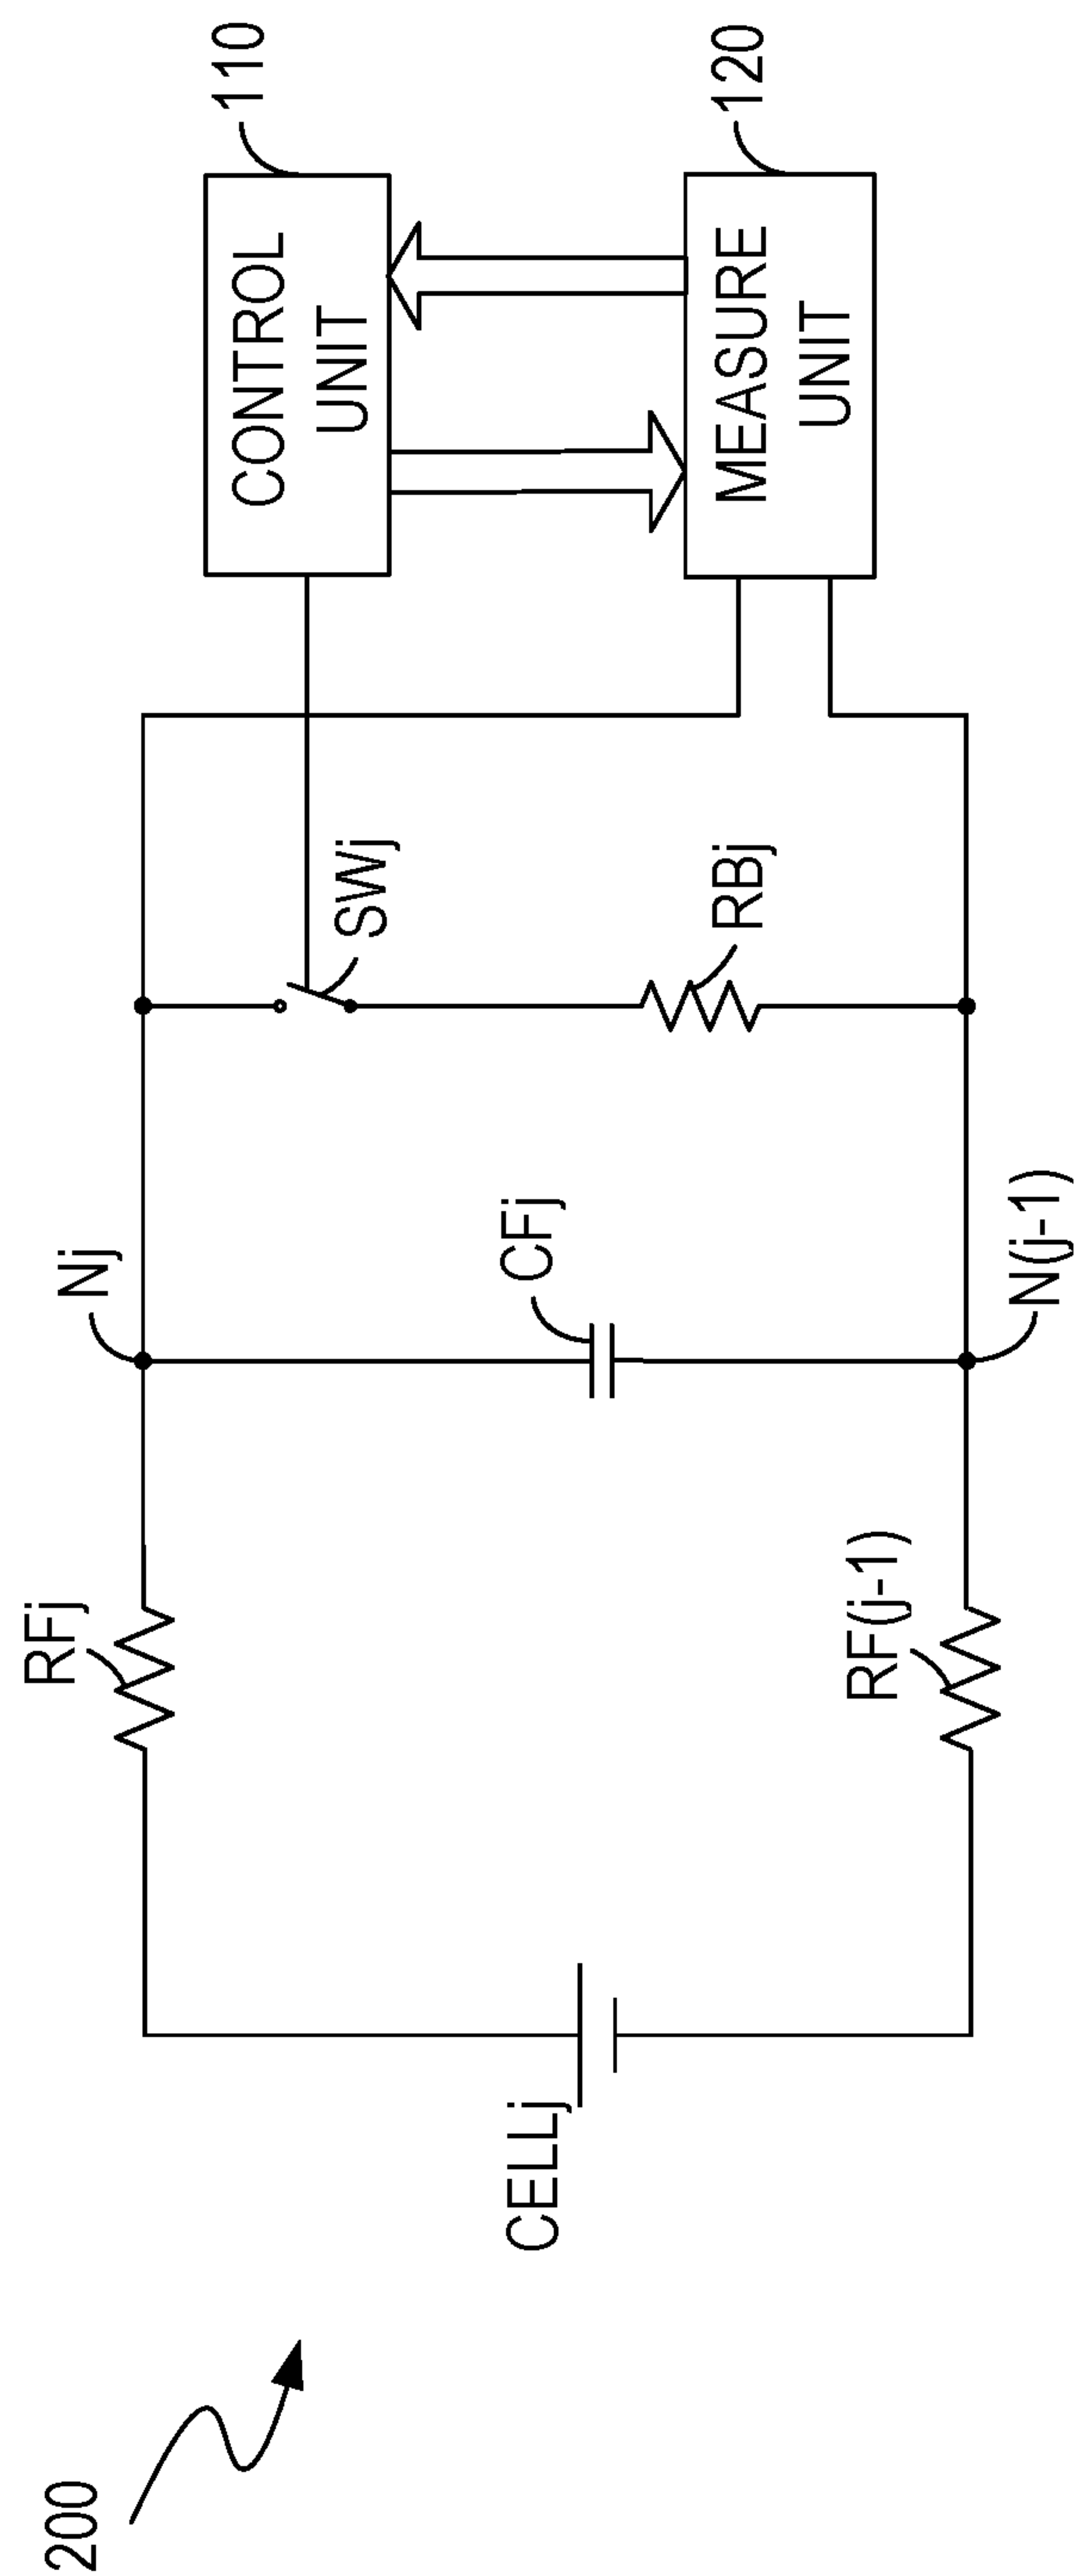 200
CELLj
RFj
RF(j-1)
Nj
CFj
N(j-1)
SWj
RBj
CONTROL
UNIT
110
MEASURE
UNIT
120